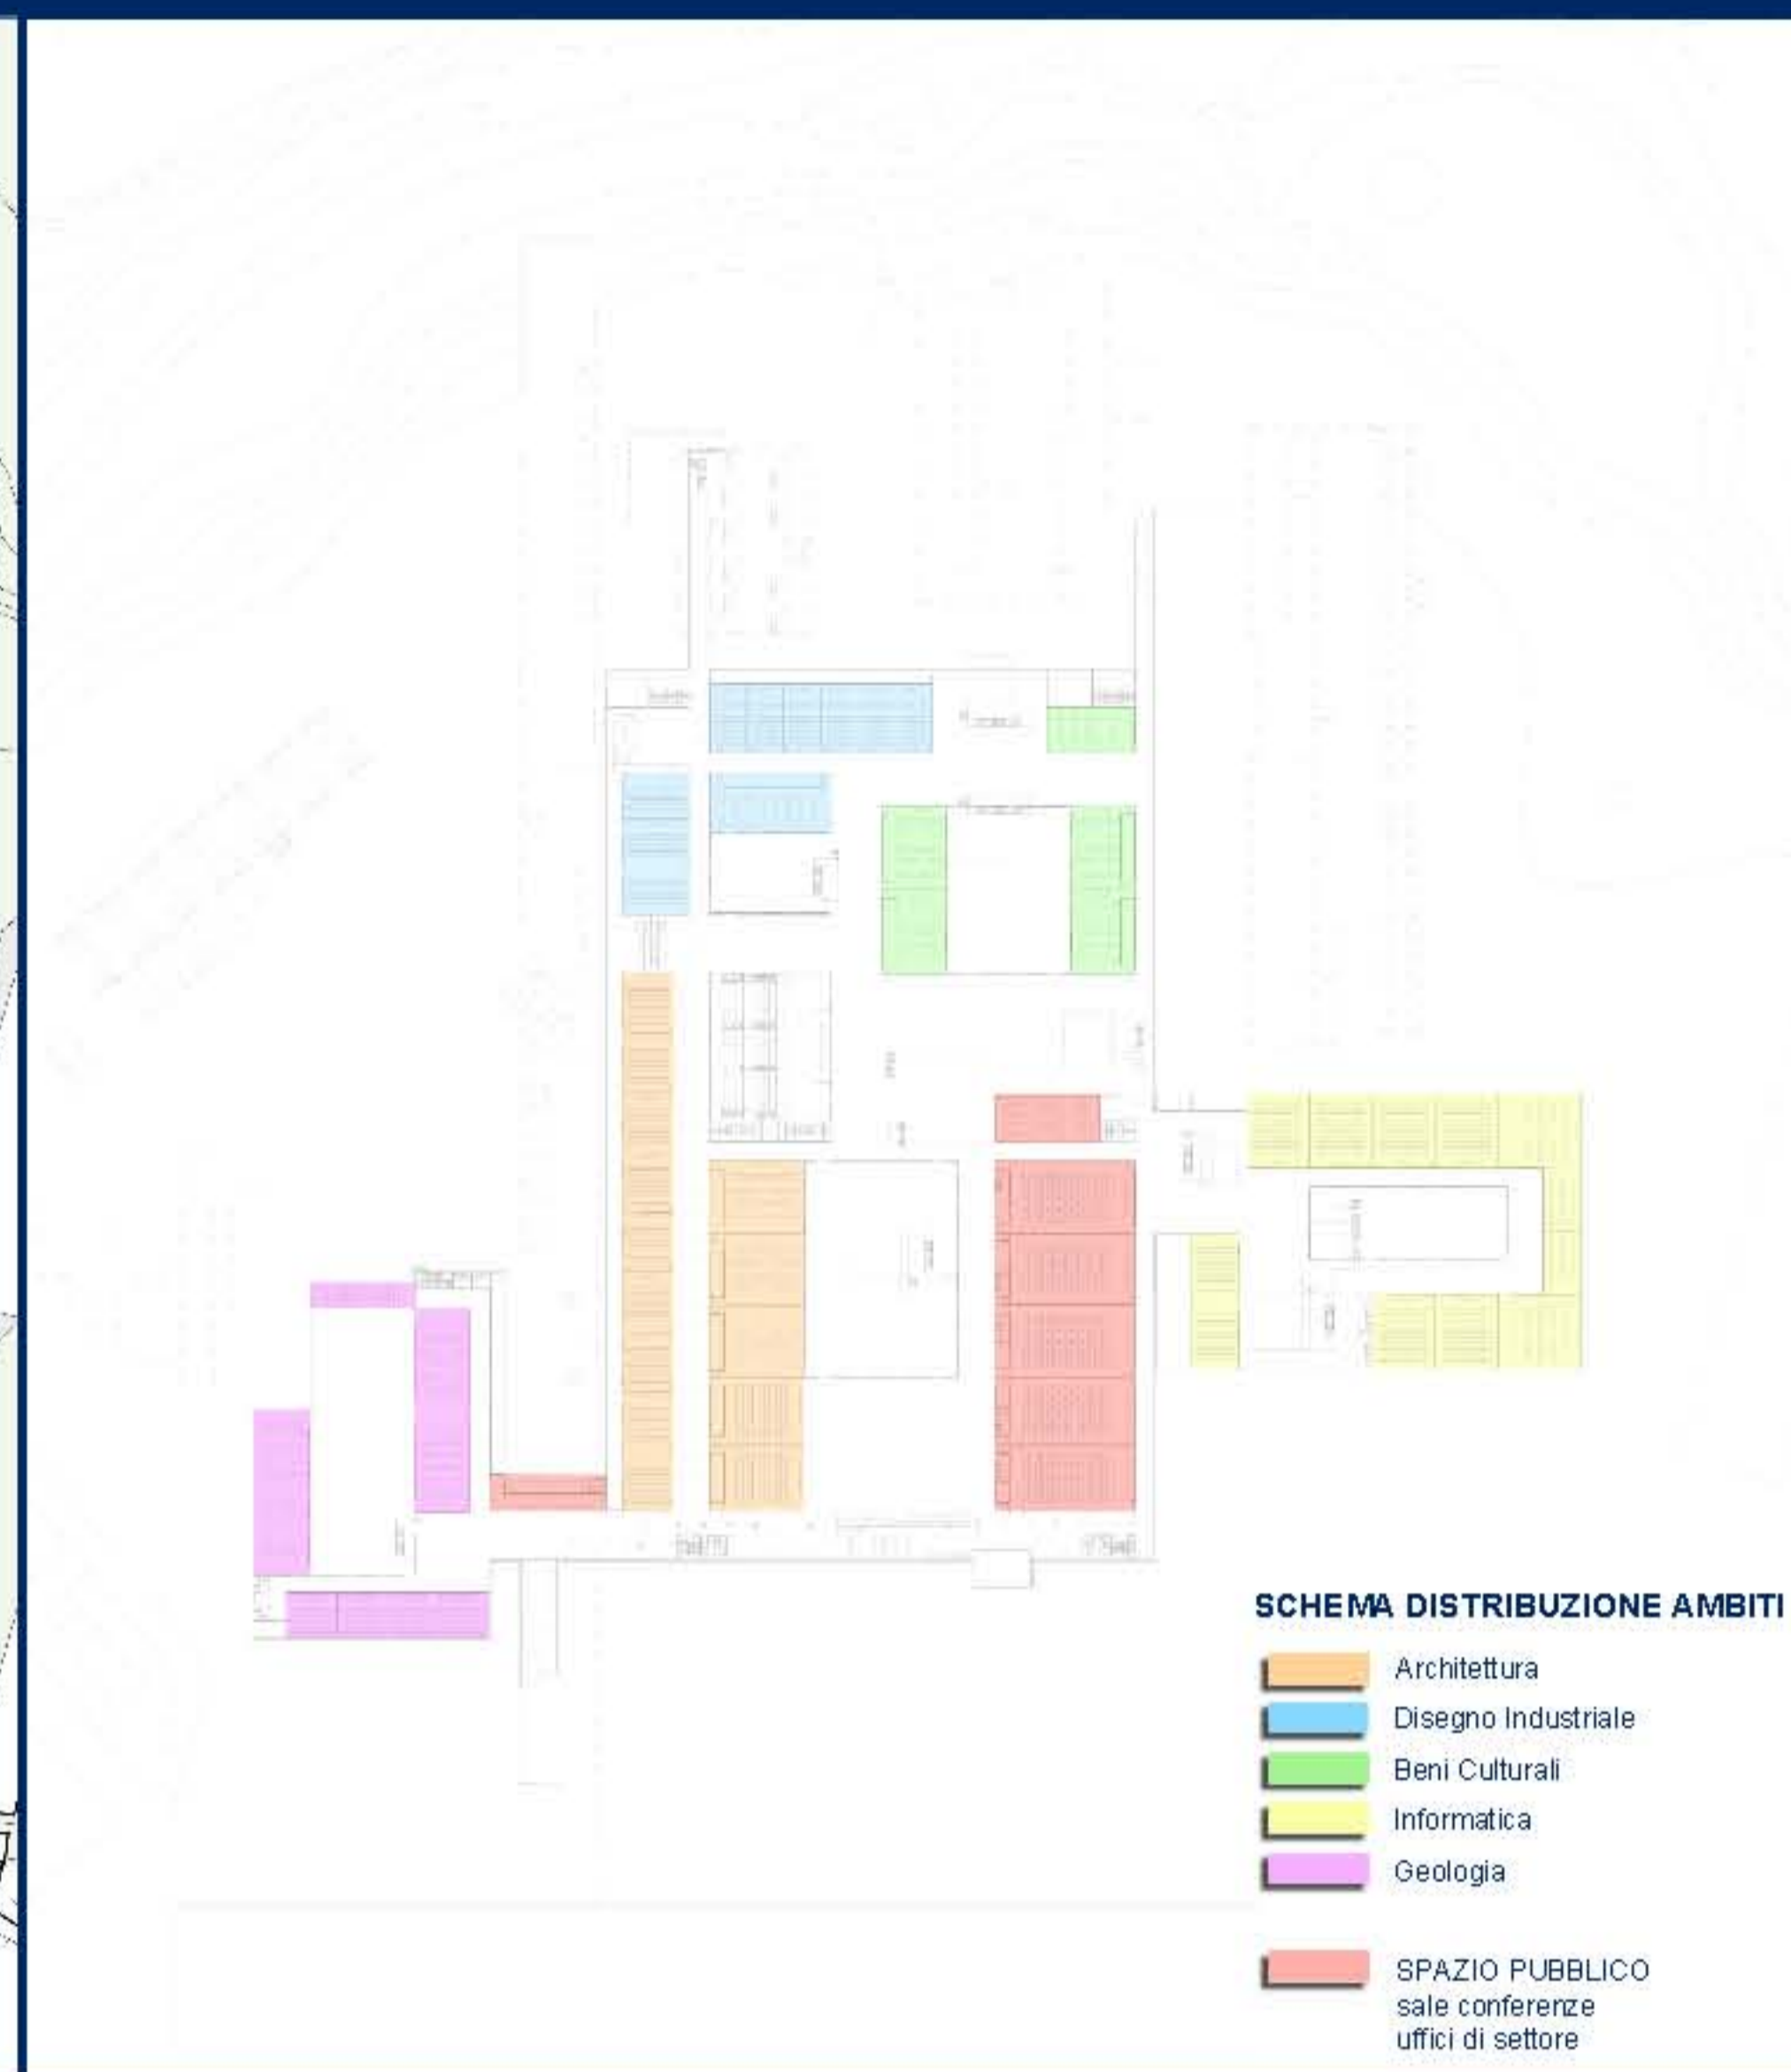 SCHEMA DISTRIBUZIONE AMBITI
Architettura
Disegno Industriale
Beni Culturali
Informatica
Geologia
SPAZIO PUBBLICO
sale conferenze
uffici di settore